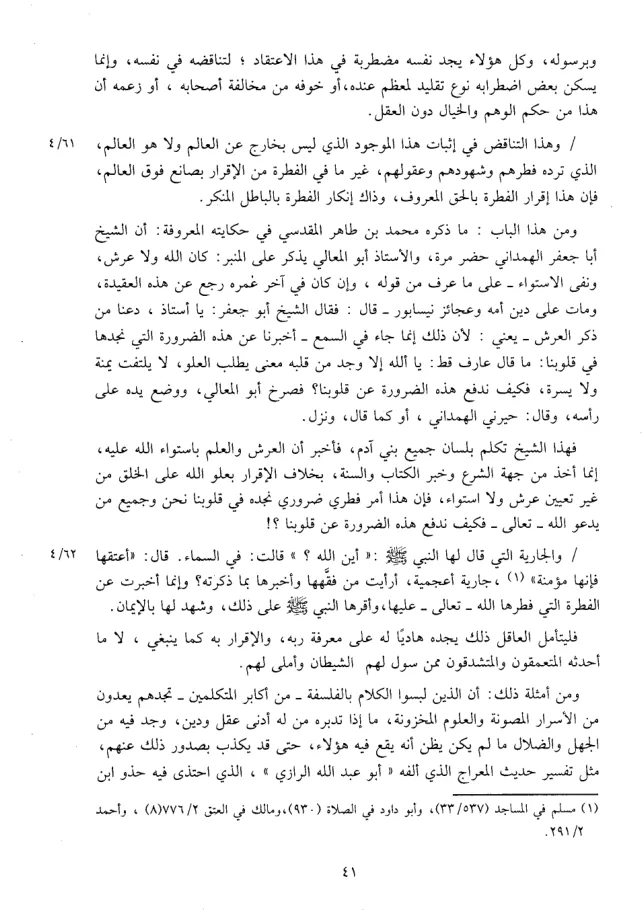 وبرسوله، وكل هؤلاء يجد نفسه مضطربة في هذا الاعتقاد ؛ لتناقضه في نفسه، وإنما
يسكن بعض اضطرابه نوع تقليد لمعظم عنده،أو خوفه من مخالفة أصحابه ، أو زعمه أن
هذا من حكم الوهم والخيال دون العقل.
٤/٦١ / وهذا التناقض في إثبات هذا الموجود الذي ليس بخارج عن العالم ولا هو العالم،
الذي ترده فطرهم وشهودهم وعقولهم، غير ما في الفطرة من الإقرار بصانع فوق العالم،
فإن هذا إقرار الفطرة بالحق المعروف، وذاك إنكار الفطرة بالباطل المنكر.
ومن هذا الباب : ما ذكره محمد بن طاهر المقدسي في حكايته المعروفة: أن الشيخ
أبا جعفر الهمداني حضر مرة، والأستاذ أبو المعالي يذكر على المنبر: كان الله ولا عرش،
ونفى الاستواء ـ على ما عرف من قوله ، وإن كان في آخر عمره رجع عن هذه العقيدة،
ومات على دين أمه وعجائز نيسابور ـ قال : فقال الشيخ أبو جعفر: يا أستاذ ، دعنا من
ذكر العرش ـ يعني : لأن ذلك إنما جاء في السمع ـ أخبرنا عن هذه الضرورة التي نجدها
في قلوبنا: ما قال عارف قط: يا ألله إلا وجد من قلبه معنى يطلب العلو، لا يلتفت يمنة
ولا يسرة، فكيف ندفع هذه الضرورة عن قلوبنا؟ فصرخ أبو المعالي، ووضع يده على
رأسه، وقال: حيرني الهمداني ، أو كما قال، ونزل.
فهذا الشيخ تكلم بلسان جميع بني آدم، فأخبر أن العرش والعلم باستواء الله عليه،
إنما أخذ من جهة الشرع وخبر الكتاب والسنة، بخلاف الإقرار بعلو الله على الخلق من
غير تعيين عرش ولا استواء، فإن هذا أمر فطري ضروري نجده في قلوبنا نحن وجميع من
يدعو الله ـ تعالى ـ فكيف ندفع هذه الضرورة عن قلوبنا ؟!
٤/٦٢ / والجارية التي قال لها النبي ﷺ :« أين الله ؟ » قالت: في السماء. قال: «أعتقها
فإنها مؤمنة» (١) ،جارية أعجمية، أرأيت من فقَّهها وأخبرها بما ذكرته؟ وإنما أخبرت عن
الفطرة التي فطرها الله ـ تعالى ـ عليها،وأقرها النبي ﷺ على ذلك، وشهد لها بالإيمان.
فليتأمل العاقل ذلك يجده هاديًا له على معرفة ربه، والإقرار به كما ينبغي ، لا ما
أحدثه المتعمقون والمتشدقون ممن سول لهم الشيطان وأملى لهم.
ومن أمثلة ذلك: أن الذين لبسوا الكلام بالفلسفة ـ من أكابر المتكلمين ـ تجدهم يعدون
من الأسرار المصونة والعلوم المخزونة، ما إذا تدبره من له أدنى عقل ودين، وجد فيه من
الجهل والضلال ما لم يكن يظن أنه يقع فيه هؤلاء، حتى قد يكذب بصدور ذلك عنهم،
مثل تفسير حديث المعراج الذي ألفه « أبو عبد الله الرازي » ، الذي احتذى فيه حذو ابن
(١) مسلم في المساجد (٥٣٧/ ٣٣)، وأبو داود في الصلاة (٩٣٠)،ومالك في العتق ٢/ ٧٧٦(٨) ، وأحمد
٢/ ٢٩١.
٤١